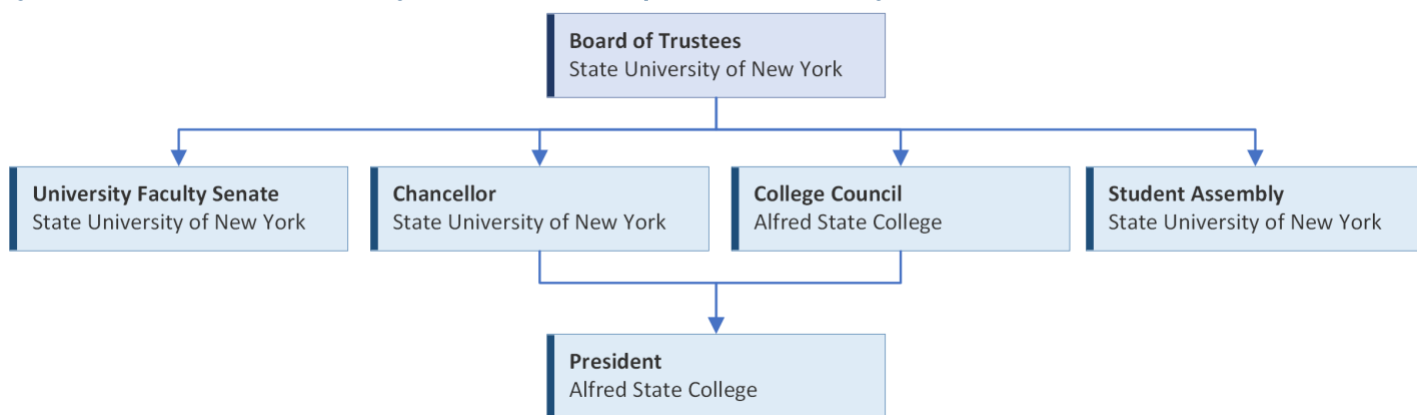 Board of Trustees
State University of New York
University Faculty Senate
State University of New York
Chancellor
State University of New York
College Council
Alfred State College
Student Assembly
State University of New York
President
Alfred State College